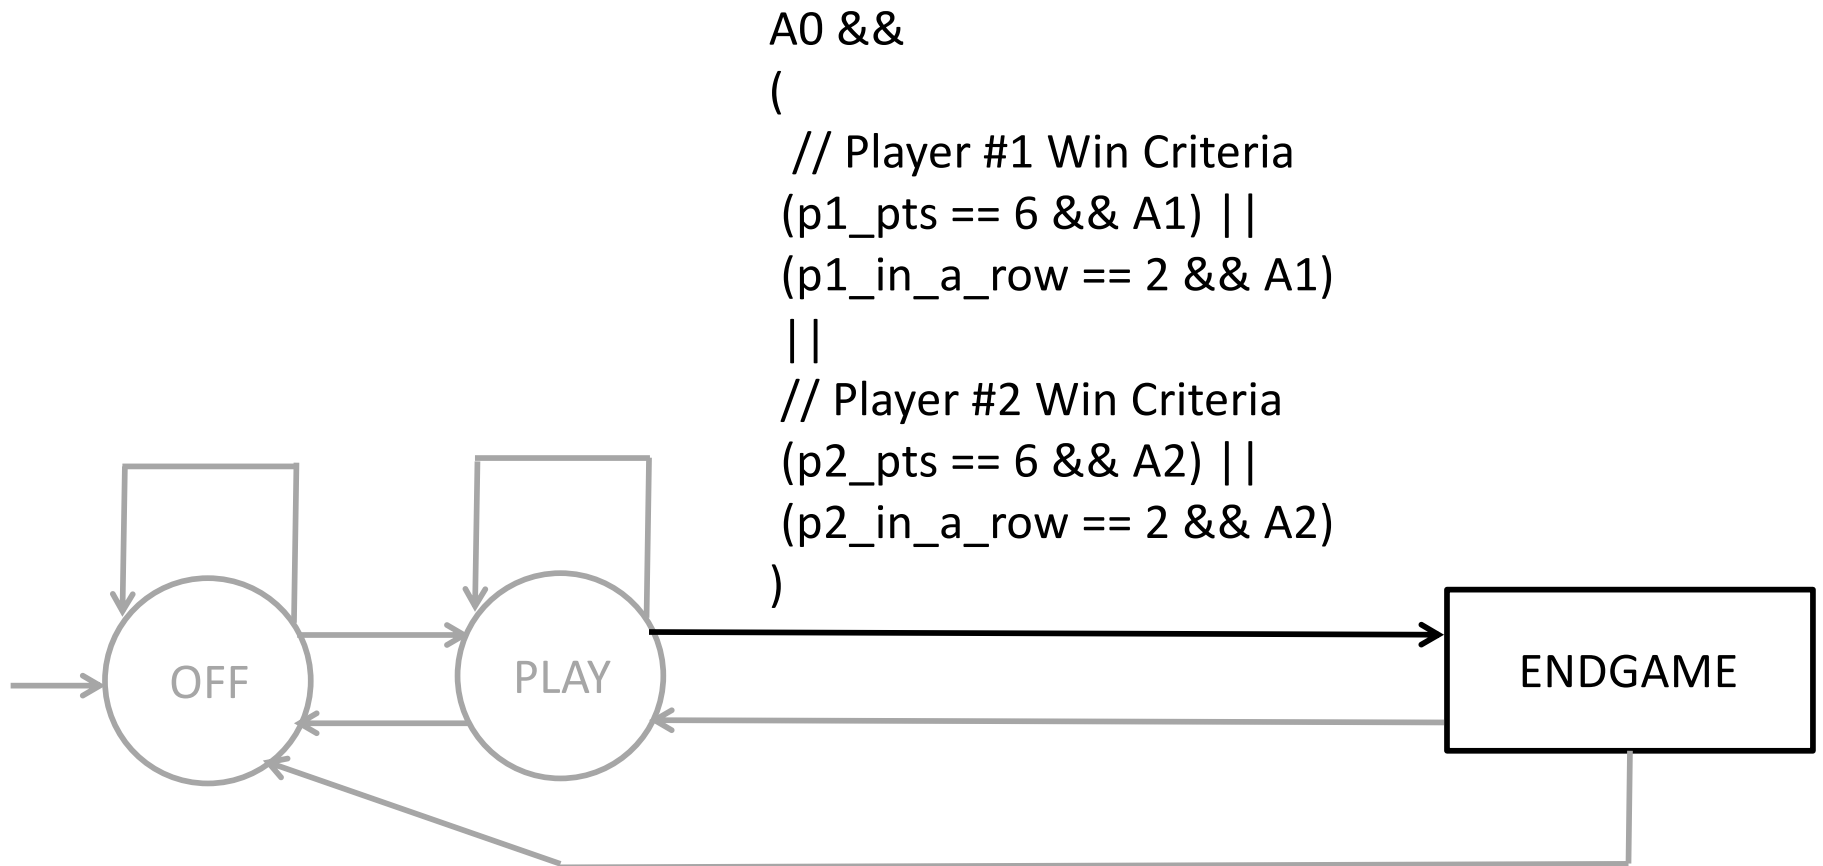 A0 &&
(
// Player #1 Win Criteria
(p1_pts == 6 && A1) ||
(p1_in_a_row == 2 && A1)
||
// Player #2 Win Criteria
(p2_pts == 6 && A2) ||
(p2_in_a_row == 2 && A2)
)
OFF
PLAY
ENDGAME